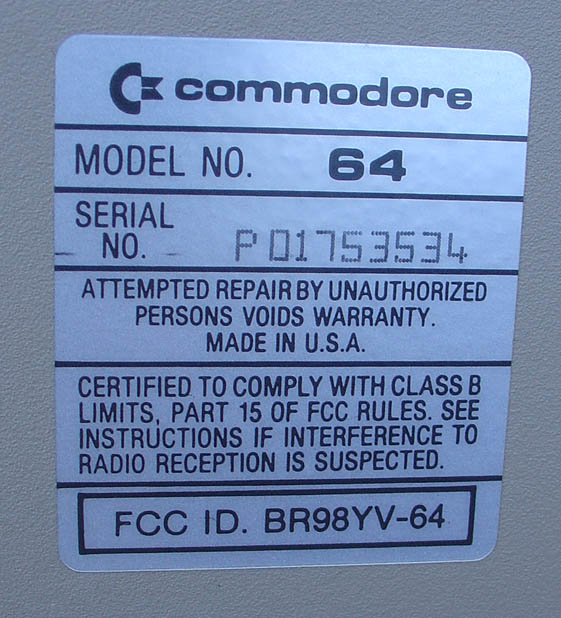 commodore
MODEL NO. 64
SERIAL
NO. P01753534
ATTEMPTED REPAIR BY UNAUTHORIZED
PERSONS VOIDS WARRANTY.
MADE IN U.S.A.
CERTIFIED TO COMPLY WITH CLASS B
LIMITS, PART 15 OF FCC RULES. SEE
INSTRUCTIONS IF INTERFERENCE TO
RADIO RECEPTION IS SUSPECTED.
FCC ID. BR98YV-64